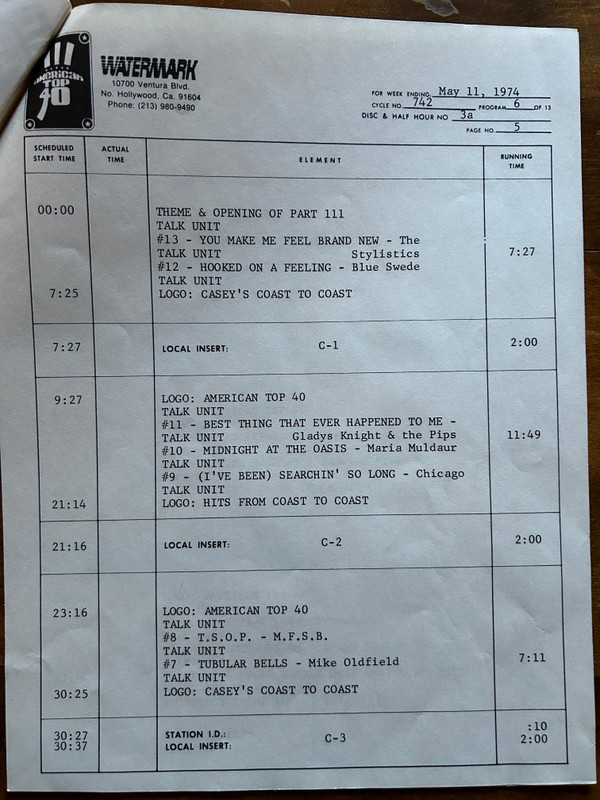 American
TOP
40
WATERMARK
10700 Ventura Blvd.
No. Hollywood, Ca. 91604
Phone: (213) 980-9490
FOR WEEK ENDING: May 11, 1974
CYCLE NO. 742 PROGRAM 6 OF 13
DISC & HALF HOUR NO 3a
PAGE NO. 5
SCHEDULED START TIME ACTUAL TIME ELEMENT RUNNING TIME
00:00 THEME & OPENING OF PART 111
TALK UNIT
#13 - YOU MAKE ME FEEL BRAND NEW - The
TALK UNIT Stylistics 7:27
#12 - HOOKED ON A FEELING - Blue Swede
TALK UNIT
7:25 LOGO: CASEY'S COAST TO COAST
7:27 LOCAL INSERT: C-1 2:00
9:27 LOGO: AMERICAN TOP 40
TALK UNIT
#11 - BEST THING THAT EVER HAPPENED TO ME -
TALK UNIT Gladys Knight & the Pips 11:49
#10 - MIDNIGHT AT THE OASIS - Maria Muldaur
TALK UNIT
#9 - (I'VE BEEN) SEARCHIN' SO LONG - Chicago
TALK UNIT
21:14 LOGO: HITS FROM COAST TO COAST
21:16 LOCAL INSERT: C-2 2:00
23:16 LOGO: AMERICAN TOP 40
TALK UNIT
#8 - T.S.O.P. - M.F.S.B.
TALK UNIT
#7 - TUBULAR BELLS - Mike Oldfield 7:11
TALK UNIT
30:25 LOGO: CASEY'S COAST TO COAST
30:27 STATION I.D.: :10
30:37 LOCAL INSERT: C-3 2:00